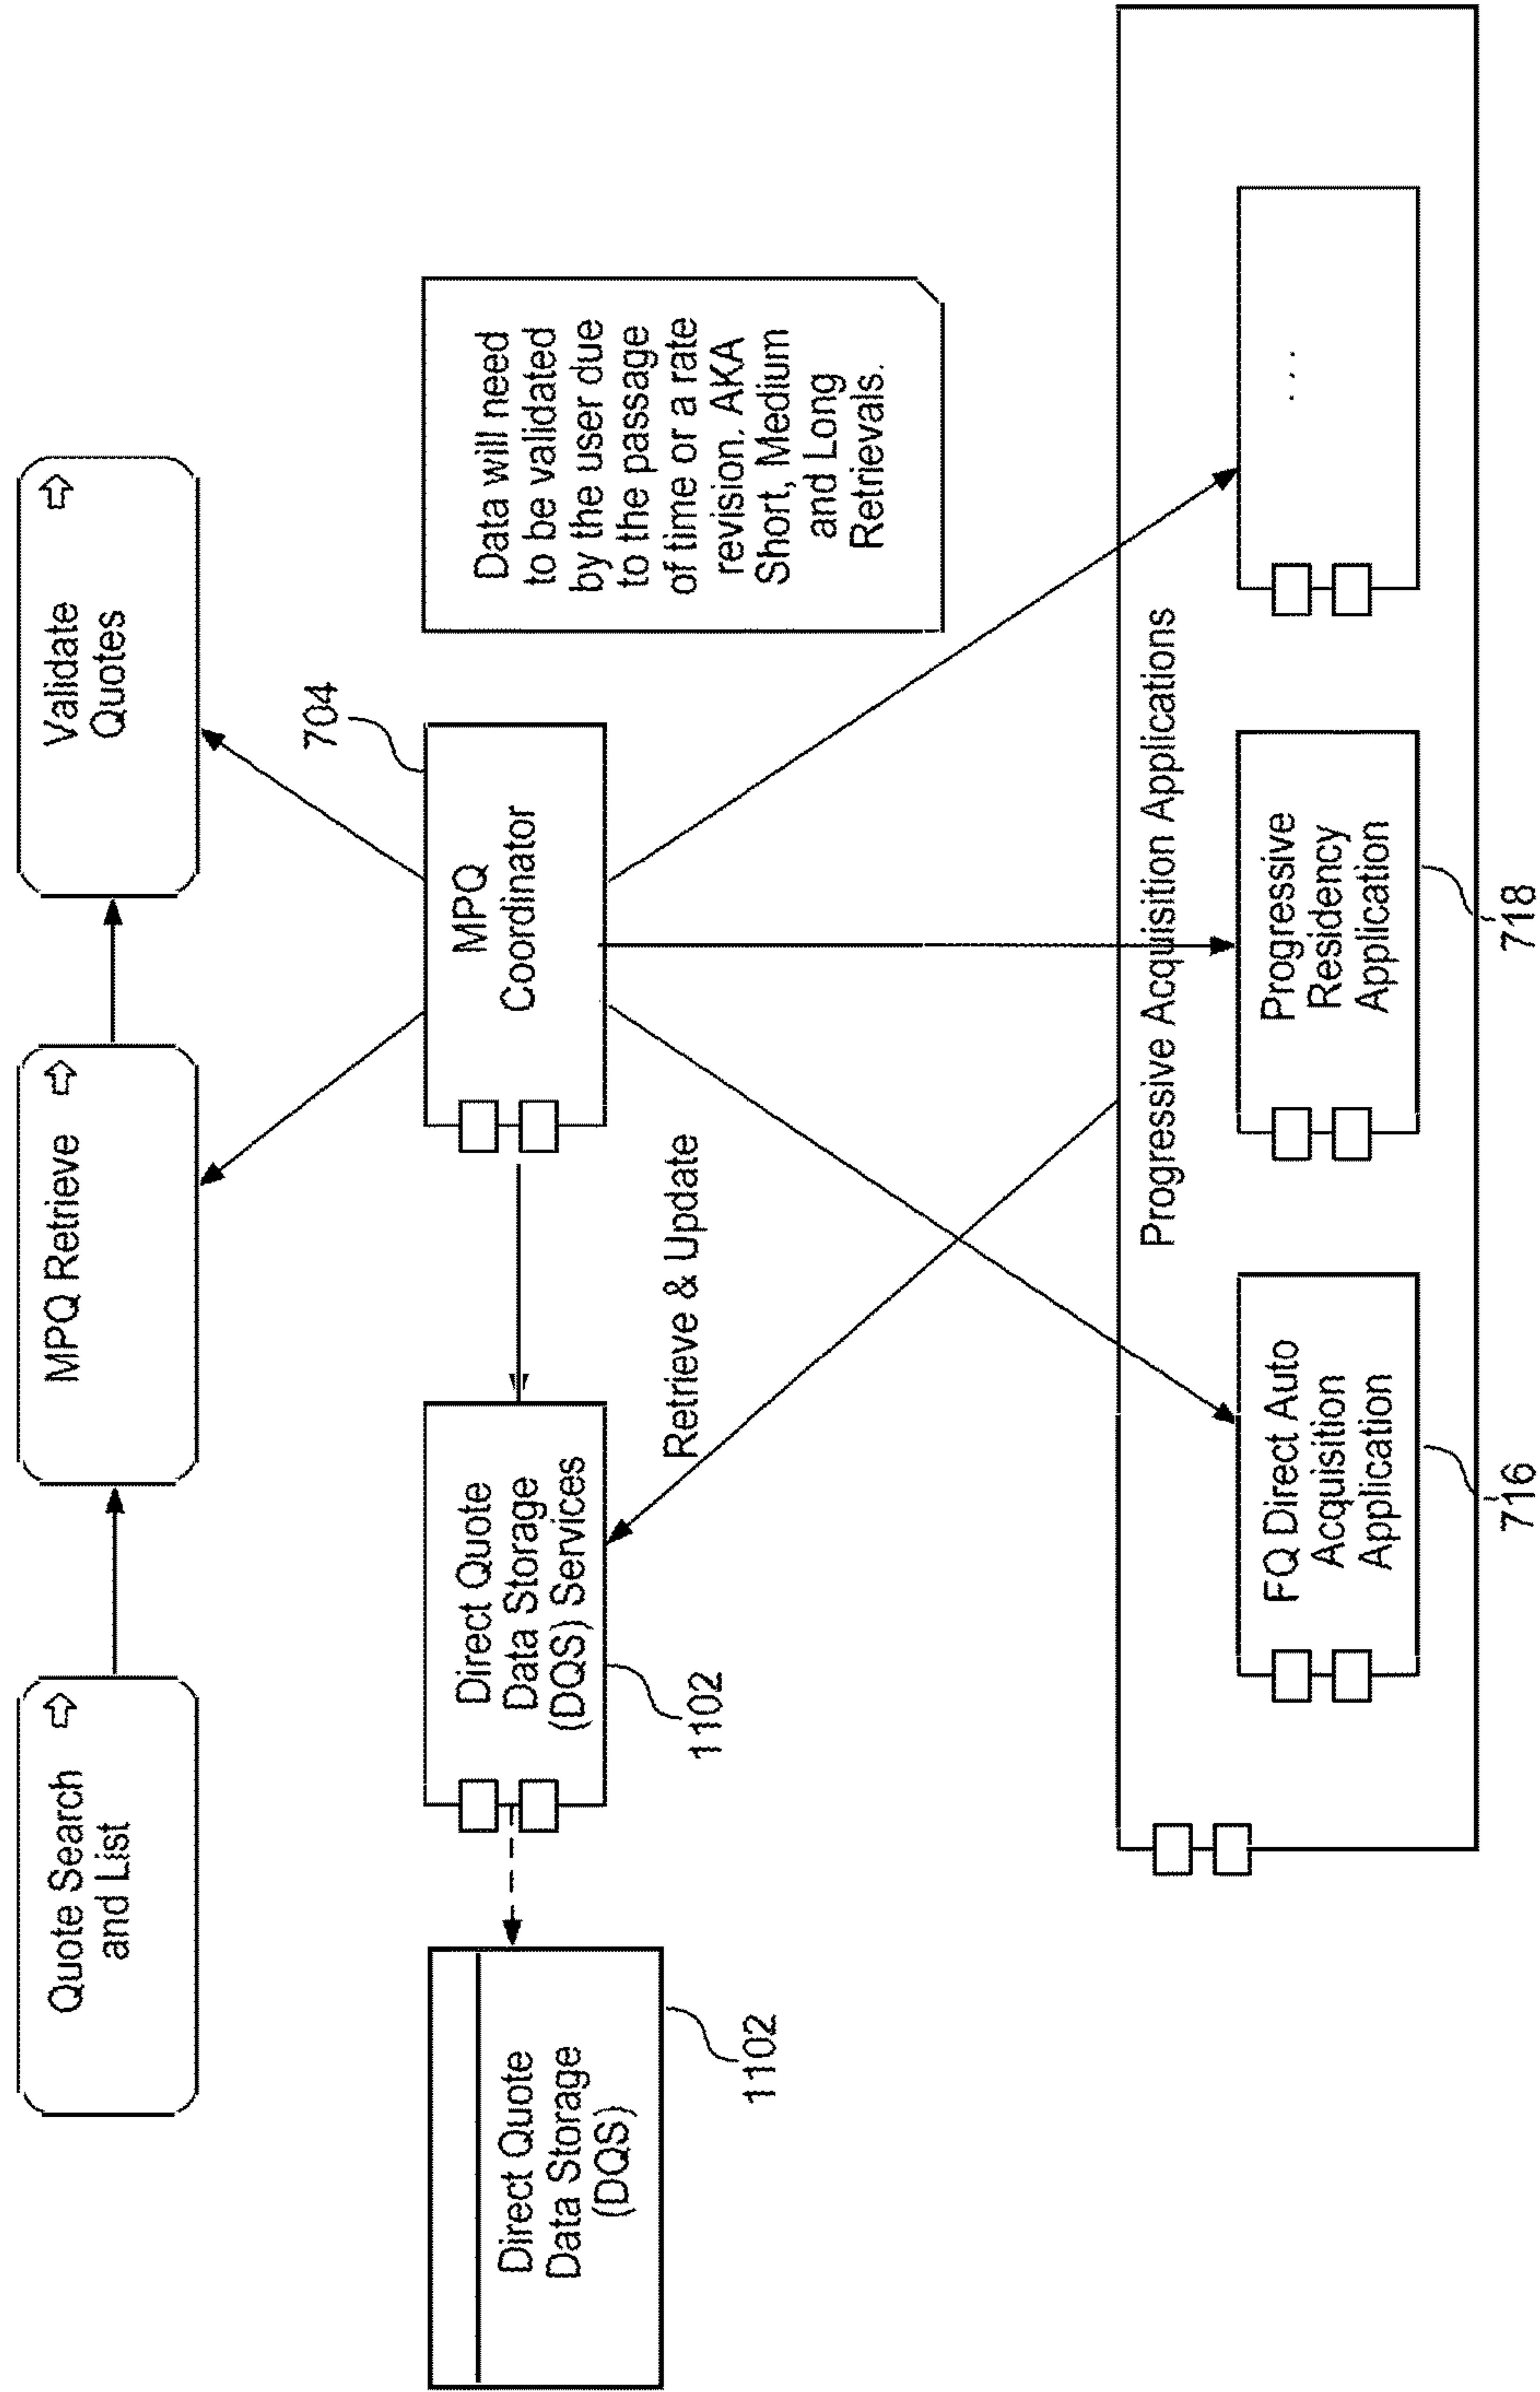 Quote Search
and List
MPQ Retrieve
Validate
Quotes
704
Direct Quote
Data Storage
(DQS)
1102
Direct Quote
Data Storage
(DQS) Services
1102
MPQ
Coordinator
Data will need
to be validated
by the user due
to the passage
of time or a rate
revision. AKA
Short, Medium
and Long
Retrievals.
Retrieve & Update
Progressive Acquisition Applications
FQ Direct Auto
Acquisition
Application
716
Progressive
Residency
Application
718
. . .